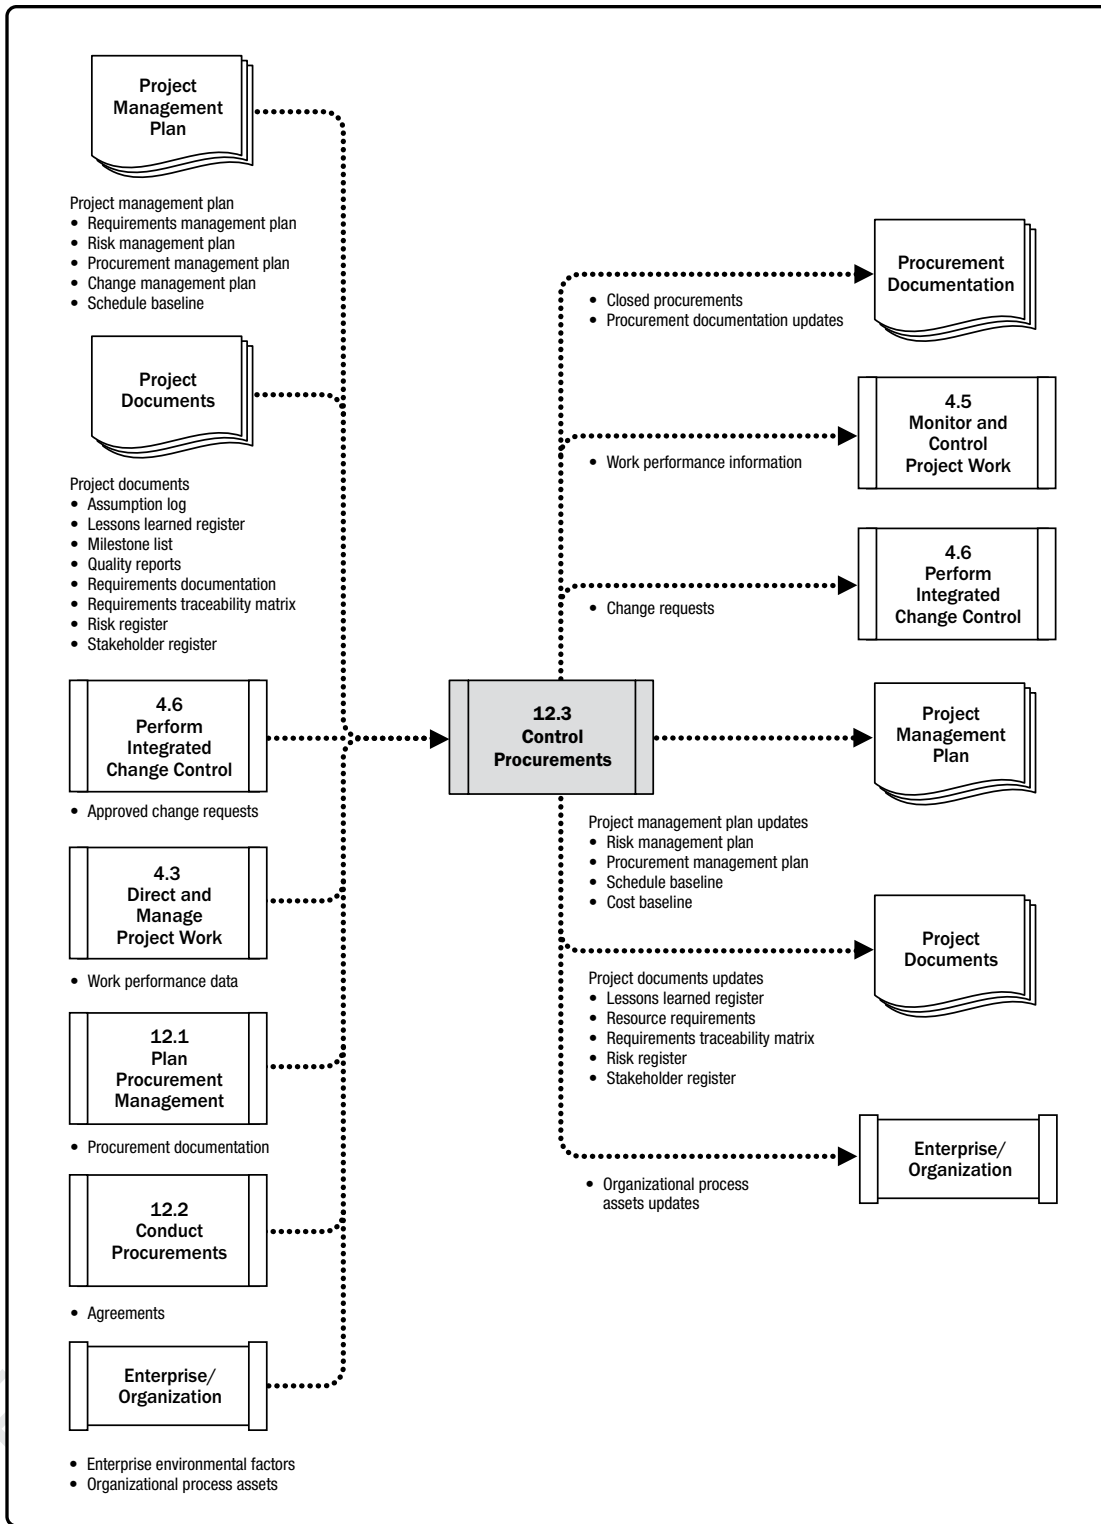 Project
Management
Plan
Project management plan
• Requirements management plan
• Risk management plan
• Procurement management plan
• Change management plan
• Schedule baseline
Project
Documents
Project documents
• Assumption log
• Lessons learned register
• Milestone list
• Quality reports
• Requirements documentation
• Requirements traceability matrix
• Risk register
• Stakeholder register
4.6
Perform
Integrated
Change Control
• Approved change requests
4.3
Direct and
Manage
Project Work
• Work performance data
12.1
Plan
Procurement
Management
• Procurement documentation
12.2
Conduct
Procurements
• Agreements
Enterprise/
Organization
• Enterprise environmental factors
• Organizational process assets
12.3
Control
Procurements
Procurement
Documentation
• Closed procurements
• Procurement documentation updates
4.5
Monitor and
Control
Project Work
• Work performance information
4.6
Perform
Integrated
Change Control
• Change requests
Project
Management
Plan
Project management plan updates
• Risk management plan
• Procurement management plan
• Schedule baseline
• Cost baseline
Project
Documents
Project documents updates
• Lessons learned register
• Resource requirements
• Requirements traceability matrix
• Risk register
• Stakeholder register
Enterprise/
Organization
• Organizational process
assets updates